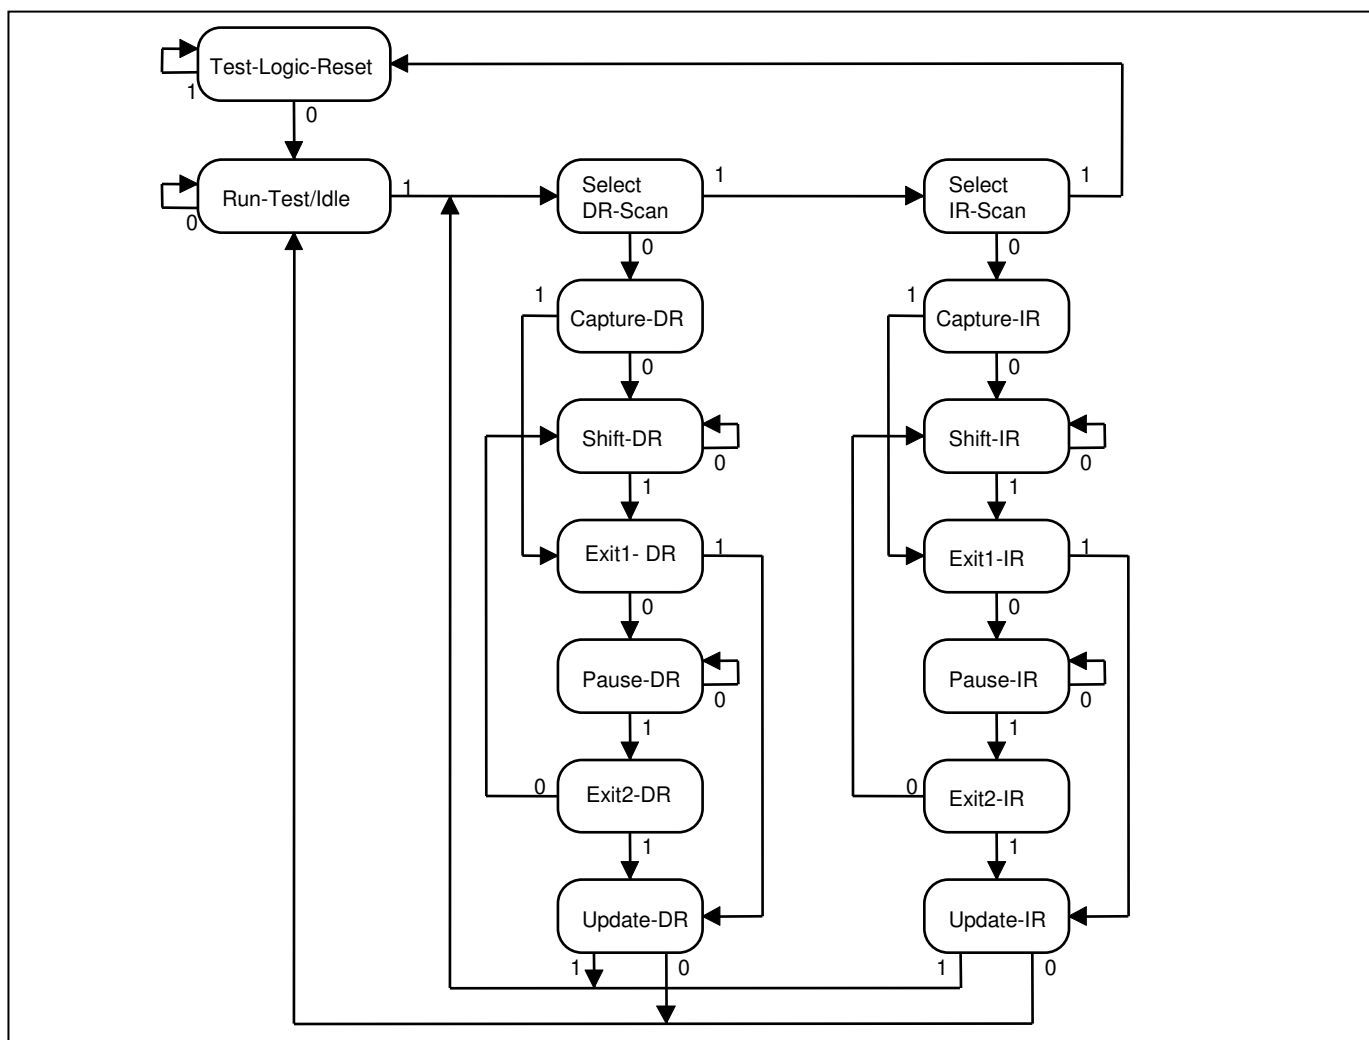 Test-Logic-Reset
1
0
Run-Test/Idle
0
1
Select
DR-Scan
1
0
Select
IR-Scan
1
0
1
Capture-DR
0
1
Capture-IR
0
Shift-DR
0
1
Shift-IR
0
1
Exit1- DR
1
0
Exit1-IR
1
0
Pause-DR
0
1
Pause-IR
0
1
0
Exit2-DR
1
0
Exit2-IR
1
Update-DR
1
0
Update-IR
1
0